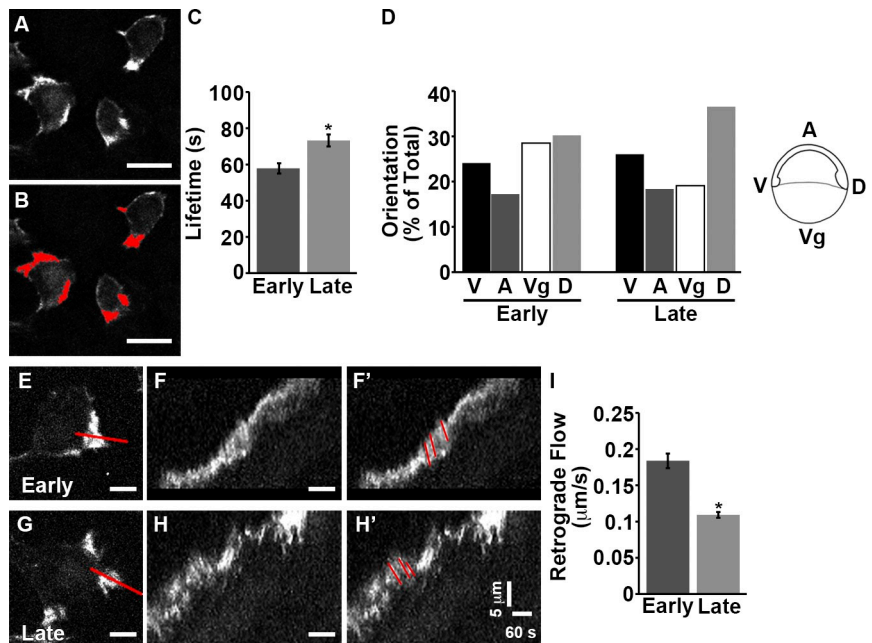 A
B
C
Lifetime (s)
100
80
60
40
20
0
*
Early Late
D
Orientation
(% of Total)
40
30
20
10
0
V A Vg D
V A Vg D
Early
Late
A
V
D
Vg
E
Early
F
F’
G
Late
H
H’
5 μm
60 s
I
Retrograde Flow
(μm/s)
0.25
0.2
0.15
0.1
0.05
0
*
Early Late